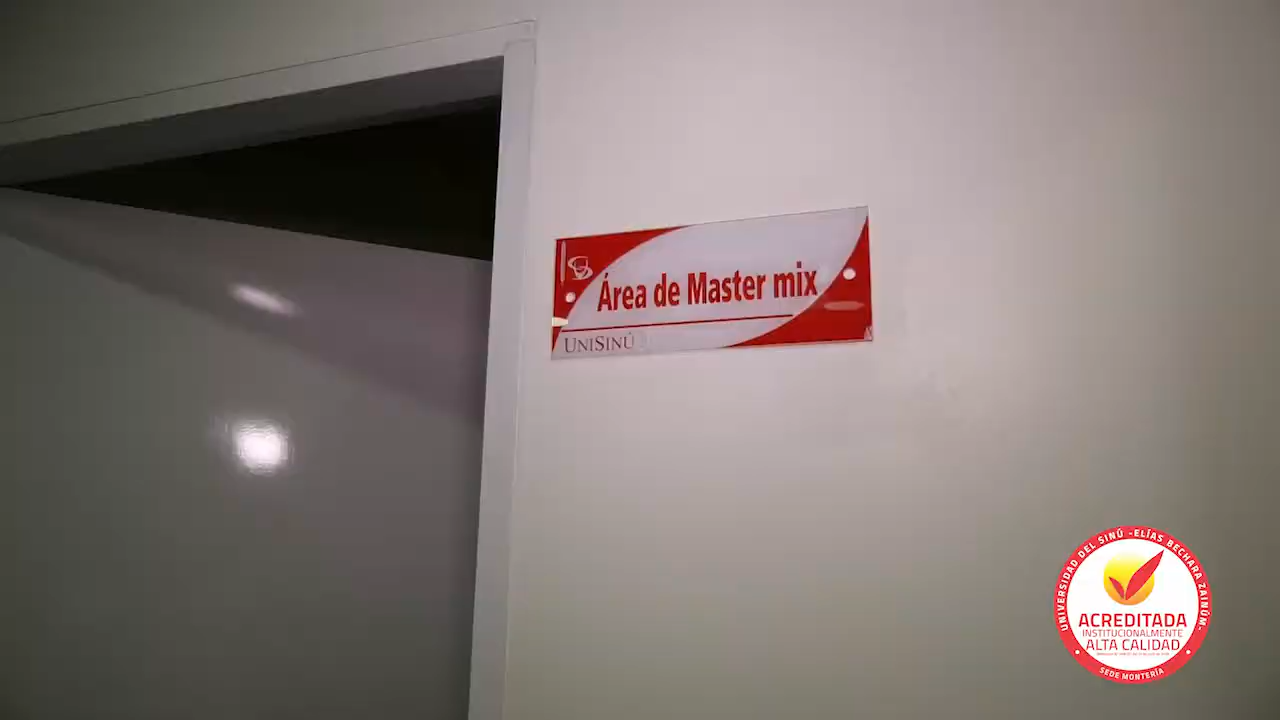 Área de Master mix
UNISINÚ
UNIVERSIDAD DEL SINÚ -ELÍAS BECHARA ZAINÚM-
ACREDITADA
INSTITUCIONALMENTE
ALTA CALIDAD
SEDE MONTERÍA